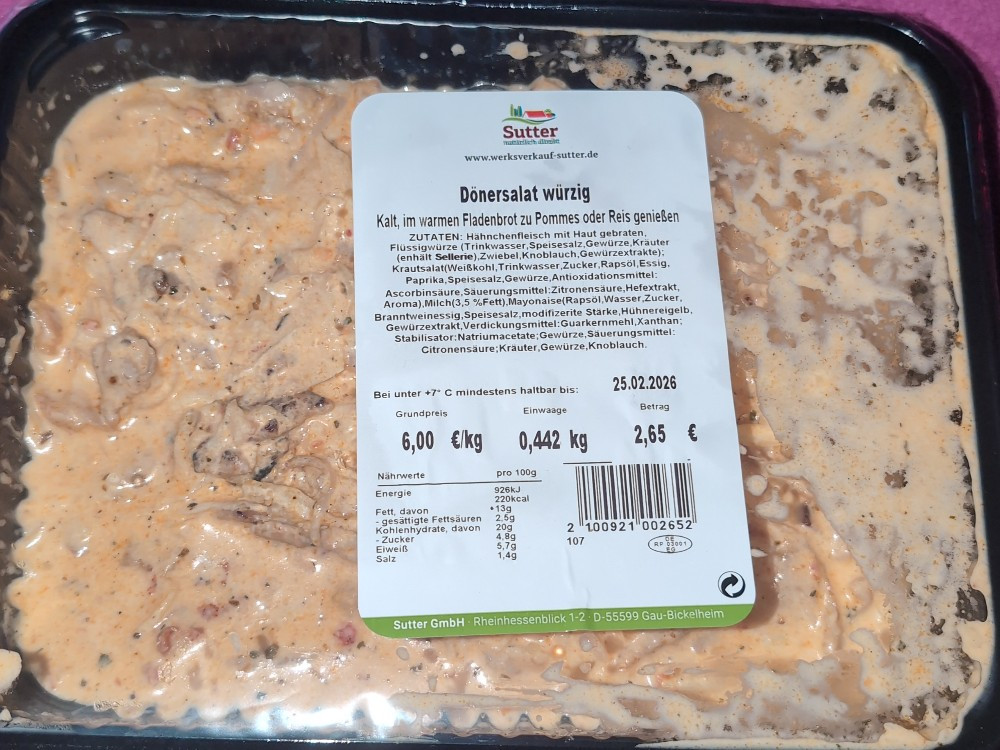 Sutter
www.werksverkauf-sutter.de
Dönersalat würzig
Kalt, im warmen Fladenbrot zu Pommes oder Reis genießen
ZUTATEN: Hähnchenfleisch mit Haut gebraten,
Flüssigwürze (Trinkwasser,Speisesalz,Gewürze,Kräuter
(enhält Sellerie),Zwiebel,Knoblauch,Gewürzextrakte);
Krautsalat(Weißkohl,Trinkwasser,Zucker,Rapsöl,Essig,
Paprika,Speisesalz,Gewürze,Antioxidationsmittel:
Ascorbinsäure,Säuerungsmittel:Zitronensäure,Hefextrakt,
Aroma),Milch(3,5 %Fett),Mayonaise(Rapsöl,Wasser,Zucker,
Branntweinessig,Speisesalz,modifizerite Stärke,Hühnereigelb,
Gewürzextrakt,Verdickungsmittel:Guarkernmehl,Xanthan;
Stabilisator:Natriumacetate;Gewürze,Säuerungsmittel:
Citronensäure;Kräuter,Gewürze,Knoblauch.
Bei unter +7° C mindestens haltbar bis: 25.02.2026
Grundpreis Einwaage Betrag
6,00 €/kg 0,442 kg 2,65 €
Nährwerte pro 100g
Energie 926kJ
220kcal
Fett, davon 13g
- gesättigte Fettsäuren 2,5g
Kohlenhydrate, davon 20g
- Zucker 4,8g
Eiweiß 5,7g
Salz 1,4g
2 100921 002652
107
DE
RP 03001
EG
Sutter GmbH · Rheinhessenblick 1-2 · D-55599 Gau-Bickelheim